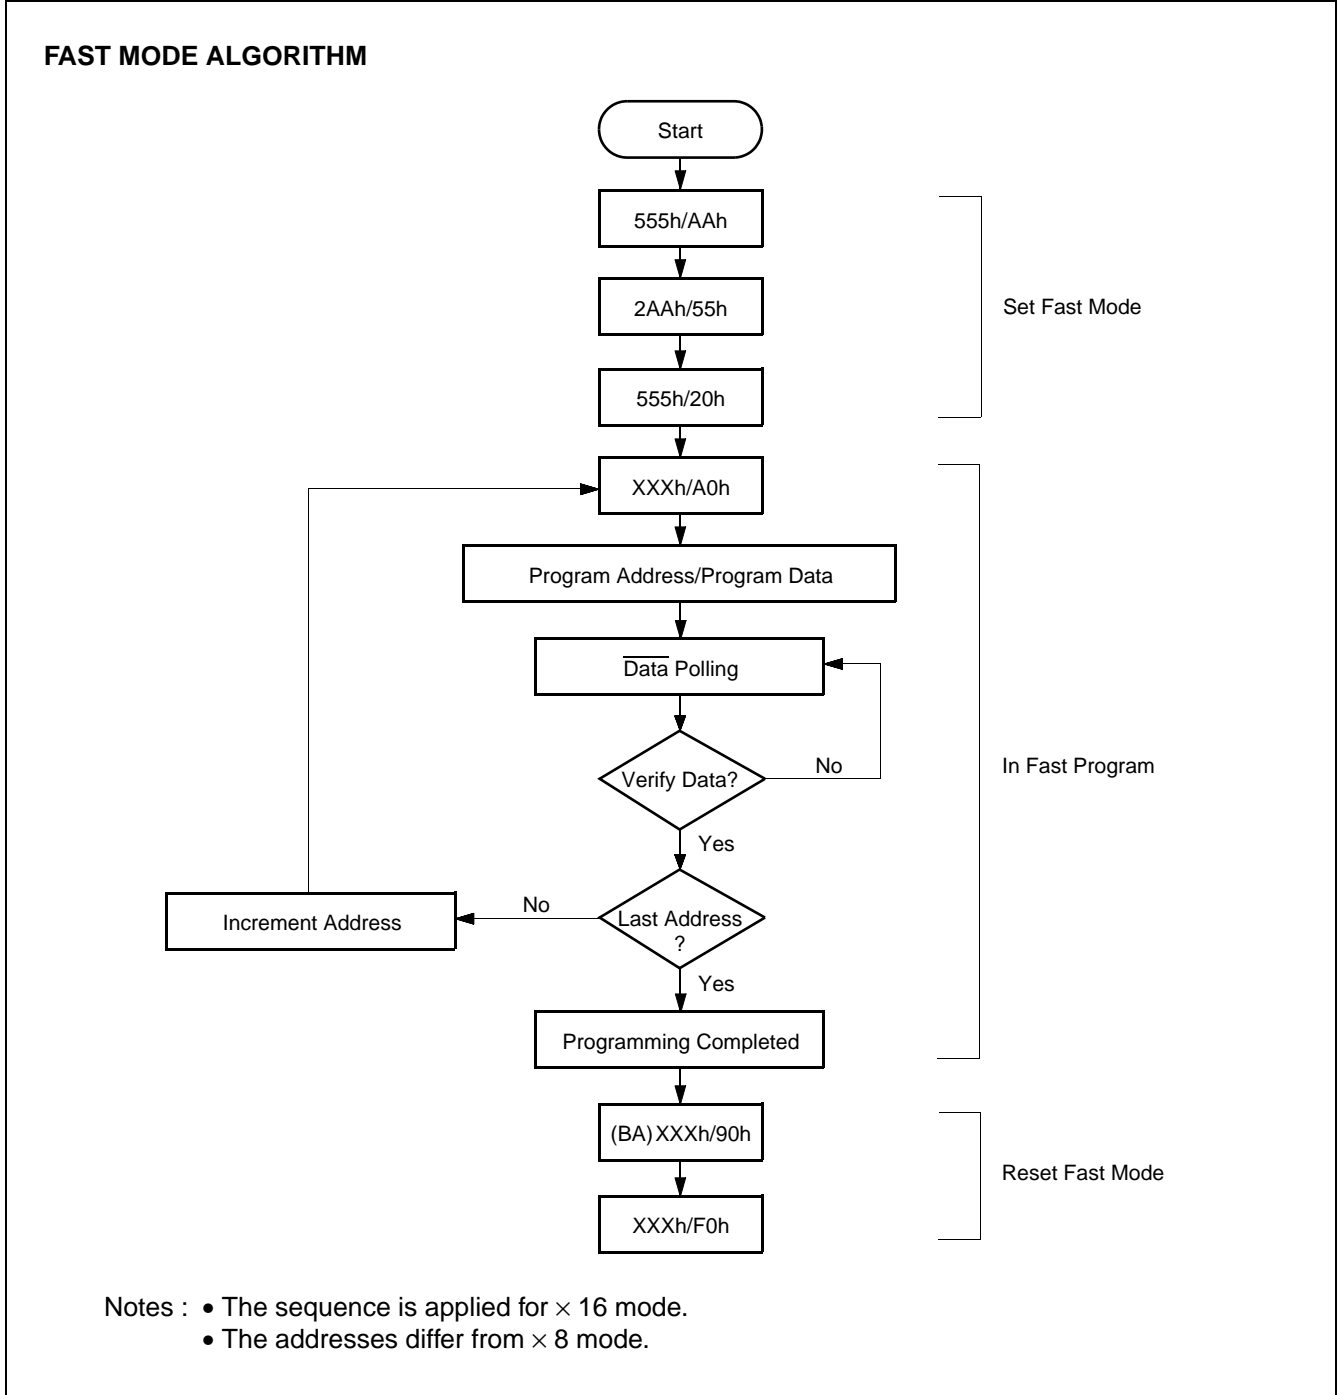 FAST MODE ALGORITHM
Start
555h/AAh
2AAh/55h
Set Fast Mode
555h/20h
XXXh/A0h
Program Address/Program Data
Data Polling
In Fast Program
Verify Data?
No
Yes
Increment Address
No
Last Address
?
Yes
Programming Completed
(BA)XXXh/90h
Reset Fast Mode
XXXh/F0h
Notes : • The sequence is applied for × 16 mode.
• The addresses differ from × 8 mode.